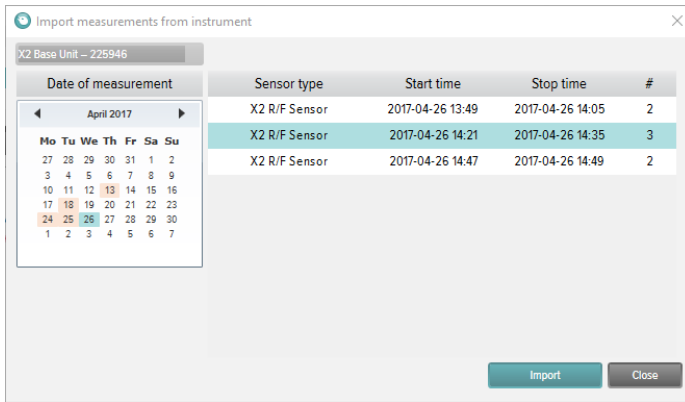 Import measurements from instrument
X2 Base Unit – 225946
Date of measurement
April 2017
Mo Tu We Th Fr Sa Su
27 28 29 30 31 1 2
3 4 5 6 7 8 9
10 11 12 13 14 15 16
17 18 19 20 21 22 23
24 25 26 27 28 29 30
1 2 3 4 5 6 7
Sensor type Start time Stop time #
X2 R/F Sensor 2017-04-26 13:49 2017-04-26 14:05 2
X2 R/F Sensor 2017-04-26 14:21 2017-04-26 14:35 3
X2 R/F Sensor 2017-04-26 14:47 2017-04-26 14:49 2
Import Close